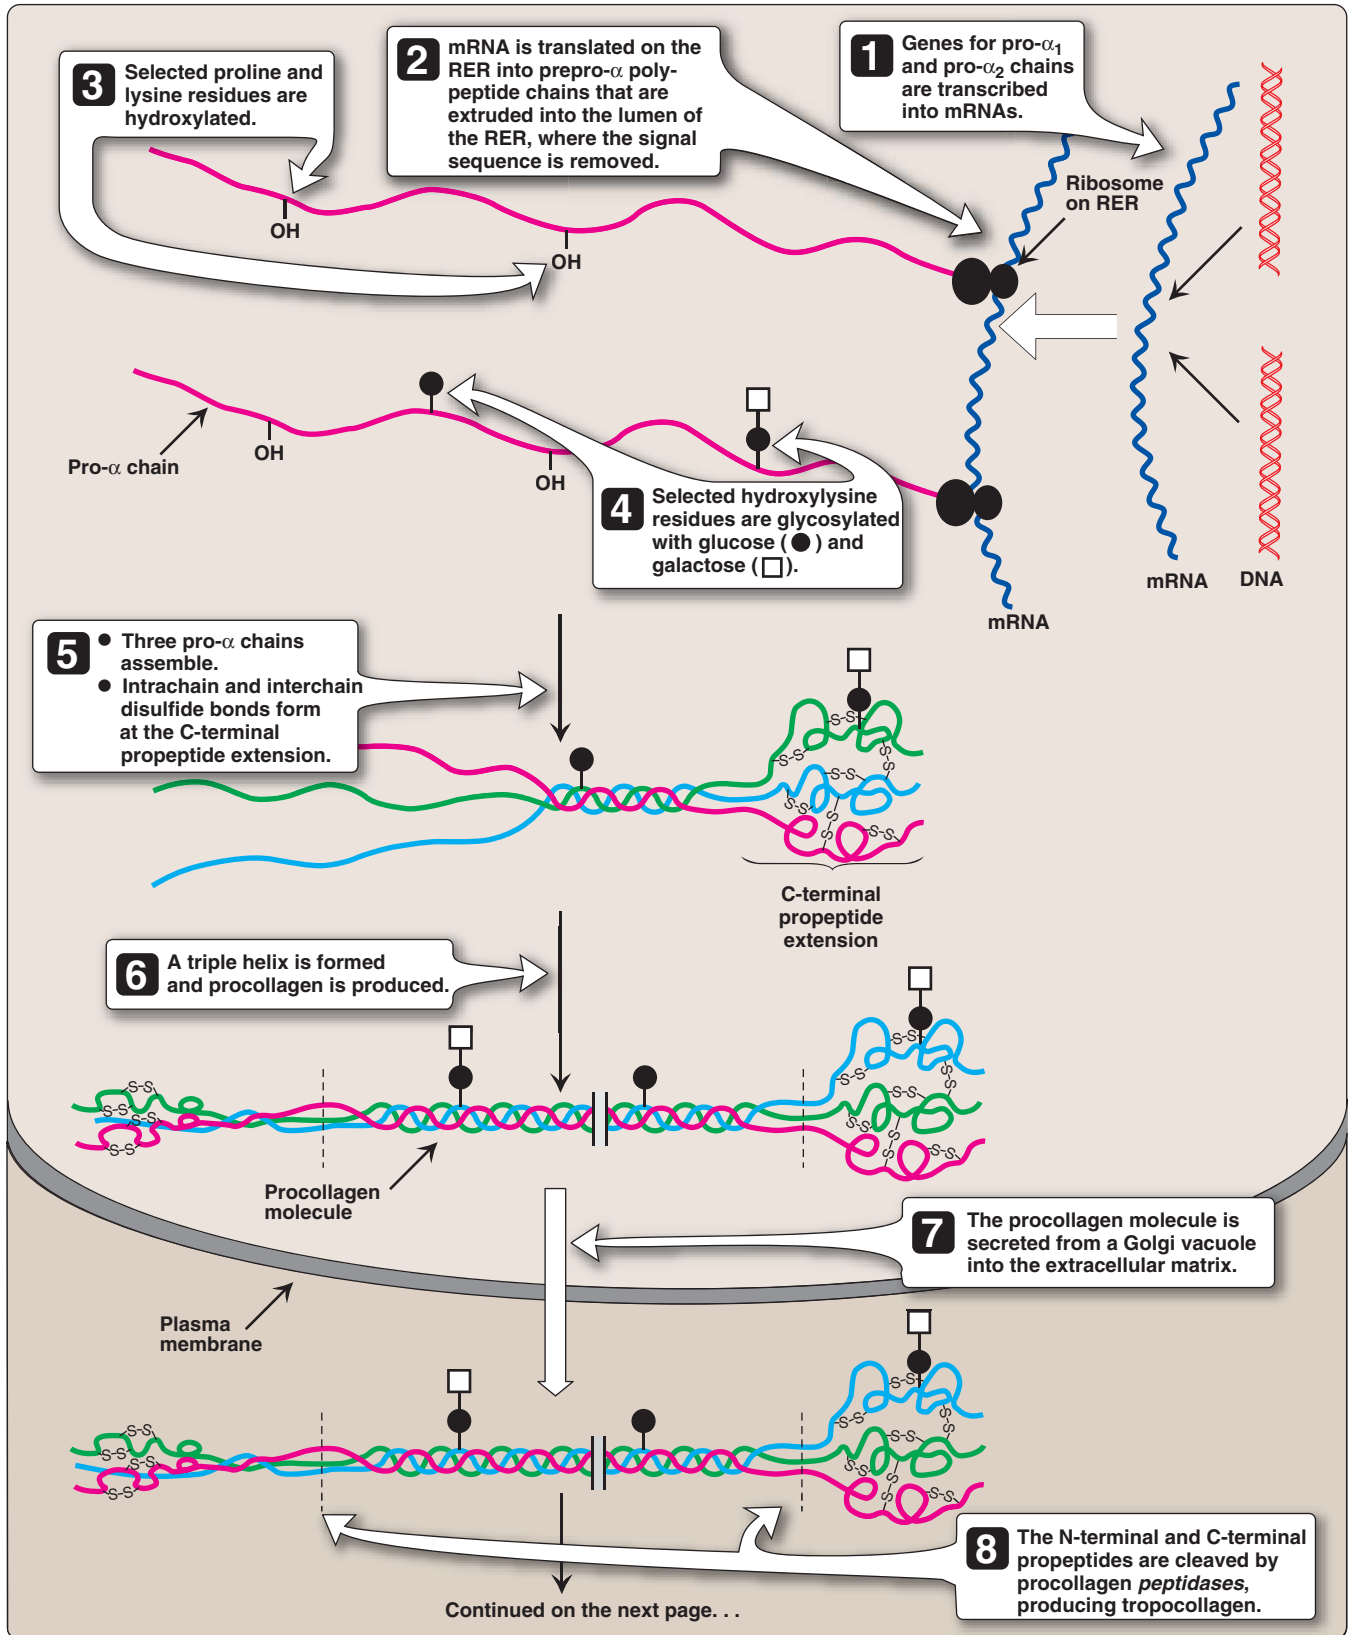 1
Genes for pro-α1
and pro-α2 chains
are transcribed
into mRNAs.
2
mRNA is translated on the
RER into prepro-α poly-
peptide chains that are
extruded into the lumen of
the RER, where the signal
sequence is removed.
3
Selected proline and
lysine residues are
hydroxylated.
Ribosome
on RER
OH
OH
Pro-α chain
OH
OH
4
Selected hydroxylysine
residues are glycosylated
with glucose ( ● ) and
galactose ( □ ).
mRNA
DNA
mRNA
5
● Three pro-α chains
assemble.
● Intrachain and interchain
disulfide bonds form
at the C-terminal
propeptide extension.
-S-S-
-S-S-
-S-S-
-S-S-
-S-S-
-S-S-
-S-S-
C-terminal
propeptide
extension
6
A triple helix is formed
and procollagen is produced.
-S-S-
-S-S-
-S-S-
-S-S-
-S-S-
-S-S-
-S-S-
-S-S-
-S-S-
-S-S-
-S-S-
Procollagen
molecule
7
The procollagen molecule is
secreted from a Golgi vacuole
into the extracellular matrix.
Plasma
membrane
-S-S-
-S-S-
-S-S-
-S-S-
-S-S-
-S-S-
-S-S-
-S-S-
-S-S-
-S-S-
-S-S-
8
The N-terminal and C-terminal
propeptides are cleaved by
procollagen peptidases,
producing tropocollagen.
Continued on the next page. . .